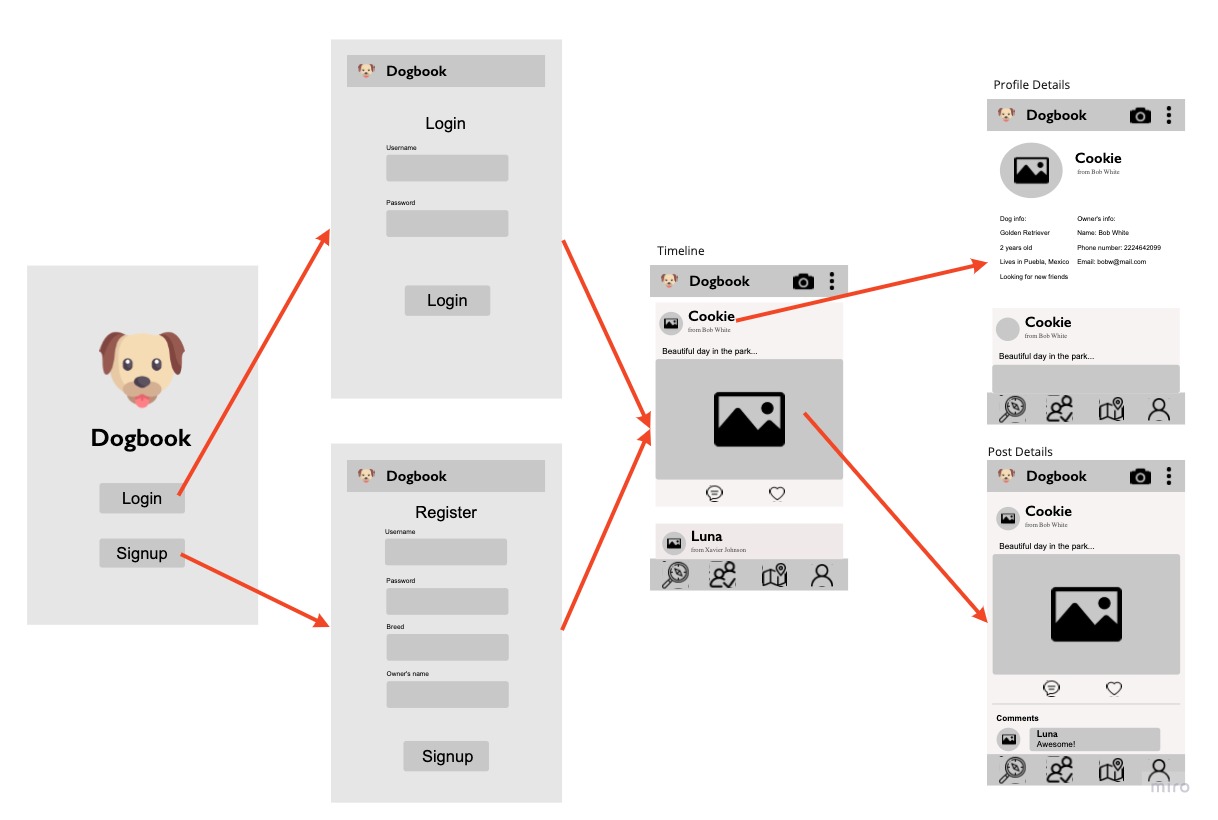 Dogbook
Login
Signup
Dogbook
Login
Username
Password
Login
Dogbook
Register
Username
Password
Breed
Owner's name
Signup
Timeline
Dogbook
Cookie
from Bob White
Beautiful day in the park...
Luna
from Xavier Johnson
Profile Details
Dogbook
Cookie
from Bob White
Dog info:
Golden Retriever
2 years old
Lives in Puebla, Mexico
Looking for new friends
Owner's info:
Name: Bob White
Phone number: 2224642099
Email: bobw@mail.com
Cookie
from Bob White
Beautiful day in the park...
Post Details
Dogbook
Cookie
from Bob White
Beautiful day in the park...
Comments
Luna
Awesome!
miro